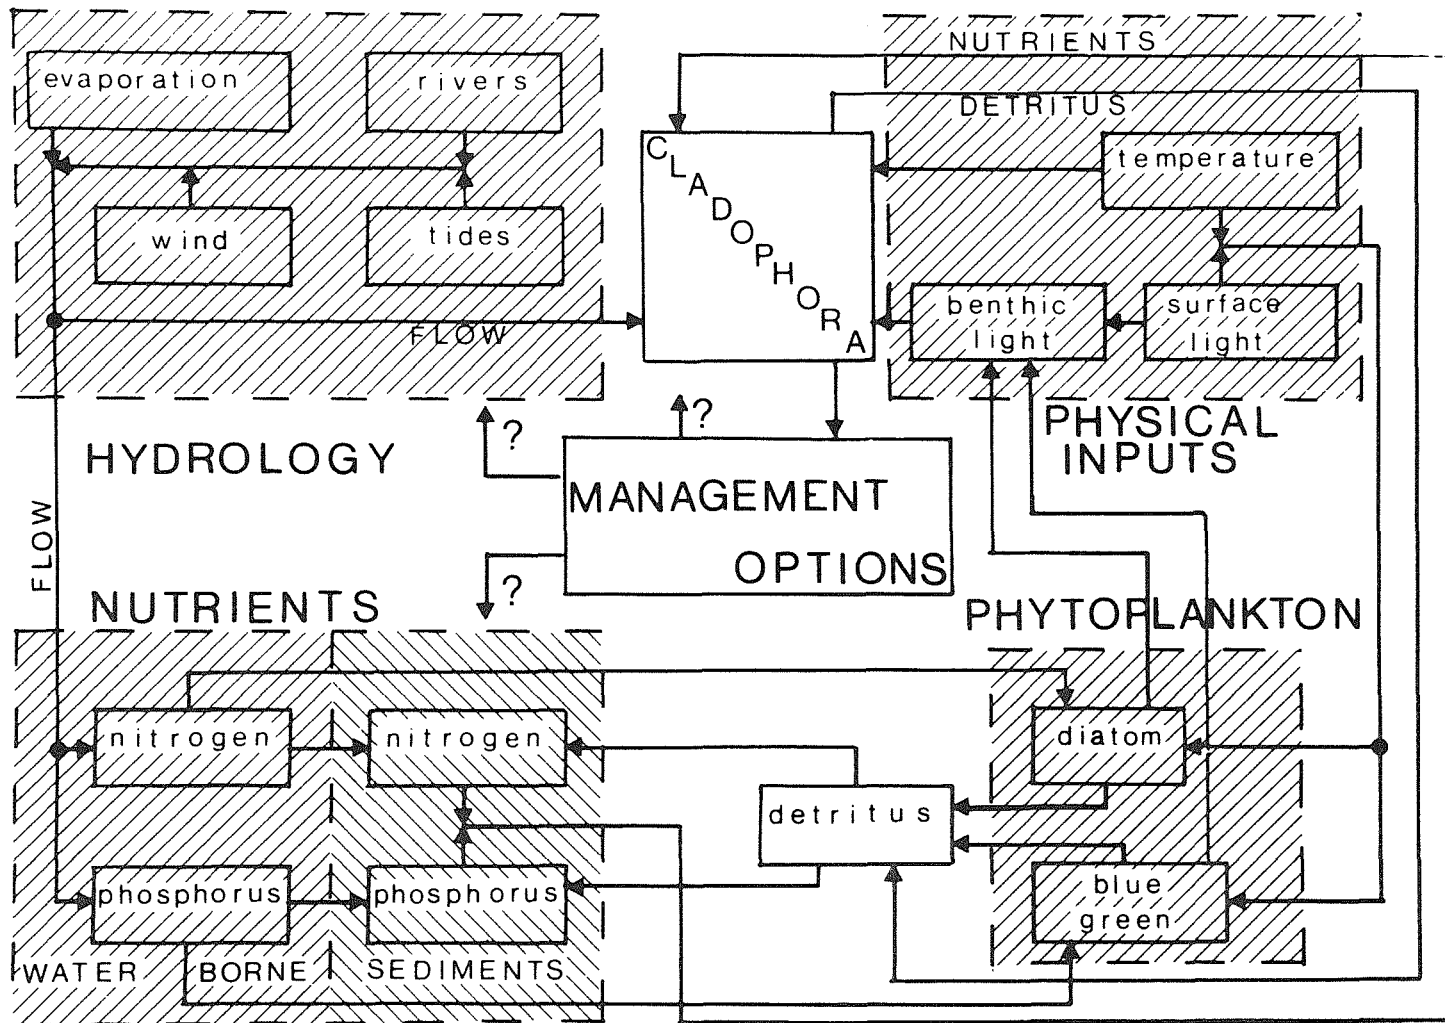 NUTRIENTS
evaporation
rivers
DETRITUS
CLADOPHORA
temperature
wind
tides
benthic
light
surface
light
FLOW
?
?
PHYSICAL
INPUTS
HYDROLOGY
MANAGEMENT
OPTIONS
FLOW
?
NUTRIENTS
PHYTOPLANKTON
nitrogen
nitrogen
diatom
detritus
phosphorus
phosphorus
blue
green
WATER BORNE
SEDIMENTS